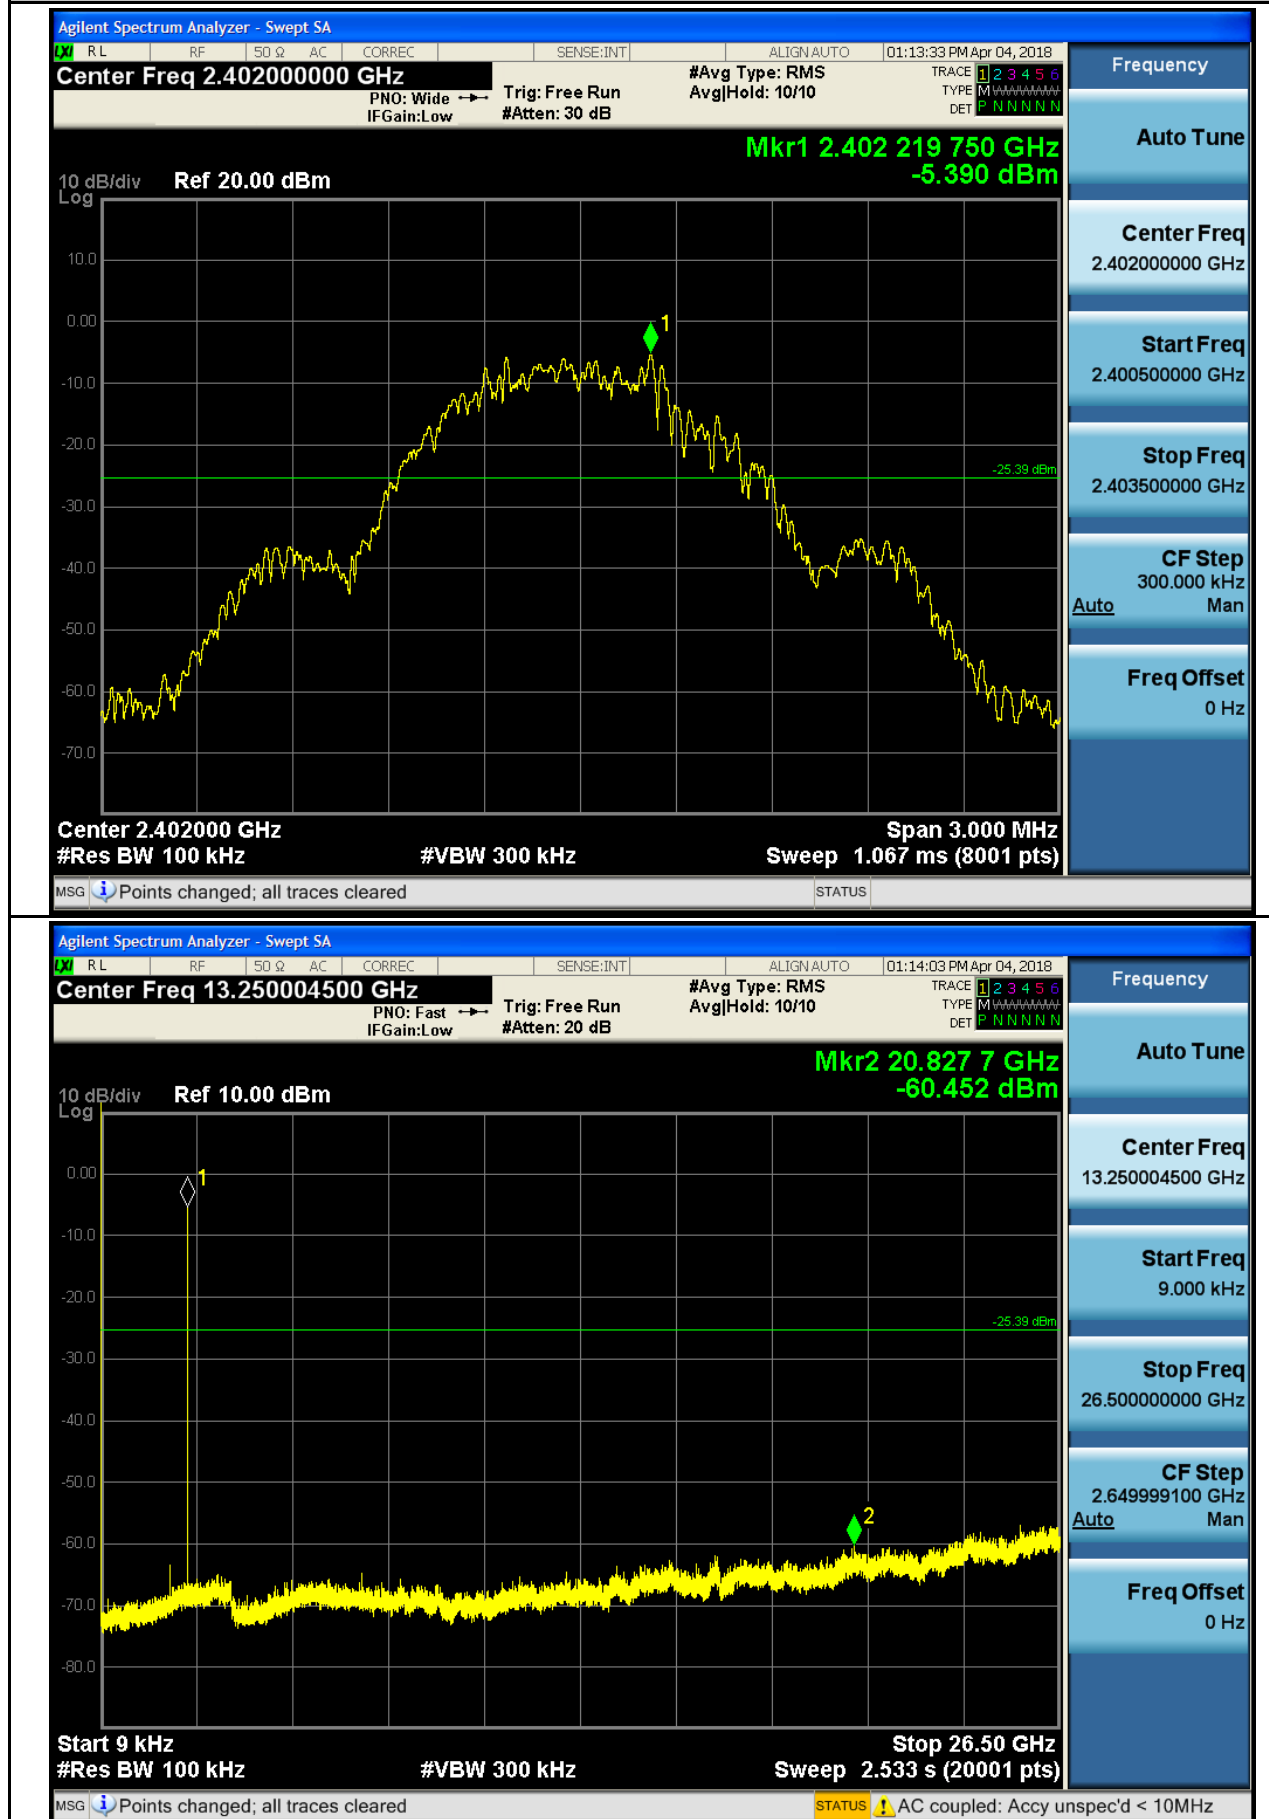 Agilent Spectrum Analyzer - Swept SA
LXI RL RF 50 Ω AC CORREC SENSE:INT ALIGN AUTO 01:13:33 PM Apr 04, 2018
Center Freq 2.402000000 GHz
PNO: Wide
IFGain:Low
Trig: Free Run
#Atten: 30 dB
#Avg Type: RMS
Avg|Hold: 10/10
TRACE 1 2 3 4 5 6
TYPE M W W W W W
DET P N N N N N
Mkr1 2.402 219 750 GHz
-5.390 dBm
10 dB/div Ref 20.00 dBm
Log
10.0
0.00
1
-10.0
-20.0
-25.39 dBm
-30.0
-40.0
-50.0
-60.0
-70.0
Center 2.402000 GHz Span 3.000 MHz
#Res BW 100 kHz #VBW 300 kHz Sweep 1.067 ms (8001 pts)
MSG Points changed; all traces cleared STATUS
Frequency
Auto Tune
Center Freq
2.402000000 GHz
Start Freq
2.400500000 GHz
Stop Freq
2.403500000 GHz
CF Step
300.000 kHz
Auto Man
Freq Offset
0 Hz
Agilent Spectrum Analyzer - Swept SA
LXI RL RF 50 Ω AC CORREC SENSE:INT ALIGN AUTO 01:14:03 PM Apr 04, 2018
Center Freq 13.250004500 GHz
PNO: Fast
IFGain:Low
Trig: Free Run
#Atten: 20 dB
#Avg Type: RMS
Avg|Hold: 10/10
TRACE 1 2 3 4 5 6
TYPE M W W W W W
DET P N N N N N
Mkr2 20.827 7 GHz
-60.452 dBm
10 dB/div Ref 10.00 dBm
Log
0.00
1
-10.0
-20.0
-25.39 dBm
-30.0
-40.0
-50.0
2
-60.0
-70.0
-80.0
Start 9 kHz Stop 26.50 GHz
#Res BW 100 kHz #VBW 300 kHz Sweep 2.533 s (20001 pts)
MSG Points changed; all traces cleared STATUS AC coupled: Accy unspec'd < 10MHz
Frequency
Auto Tune
Center Freq
13.250004500 GHz
Start Freq
9.000 kHz
Stop Freq
26.500000000 GHz
CF Step
2.649999100 GHz
Auto Man
Freq Offset
0 Hz